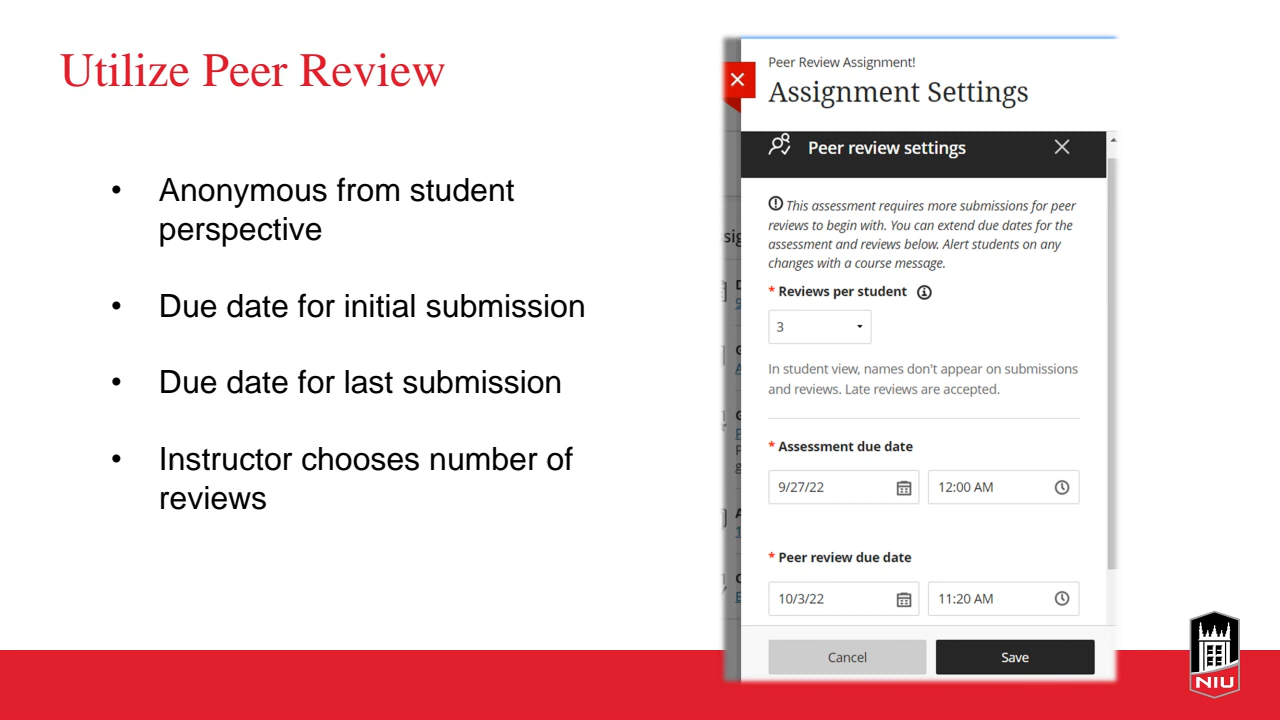 Utilize Peer Review
• Anonymous from student
perspective
• Due date for initial submission
• Due date for last submission
• Instructor chooses number of
reviews
Peer Review Assignment!
Assignment Settings
Peer review settings
This assessment requires more submissions for peer
reviews to begin with. You can extend due dates for the
assessment and reviews below. Alert students on any
changes with a course message.
* Reviews per student
3
In student view, names don't appear on submissions
and reviews. Late reviews are accepted.
* Assessment due date
9/27/22 12:00 AM
* Peer review due date
10/3/22 11:20 AM
Cancel Save
NIU